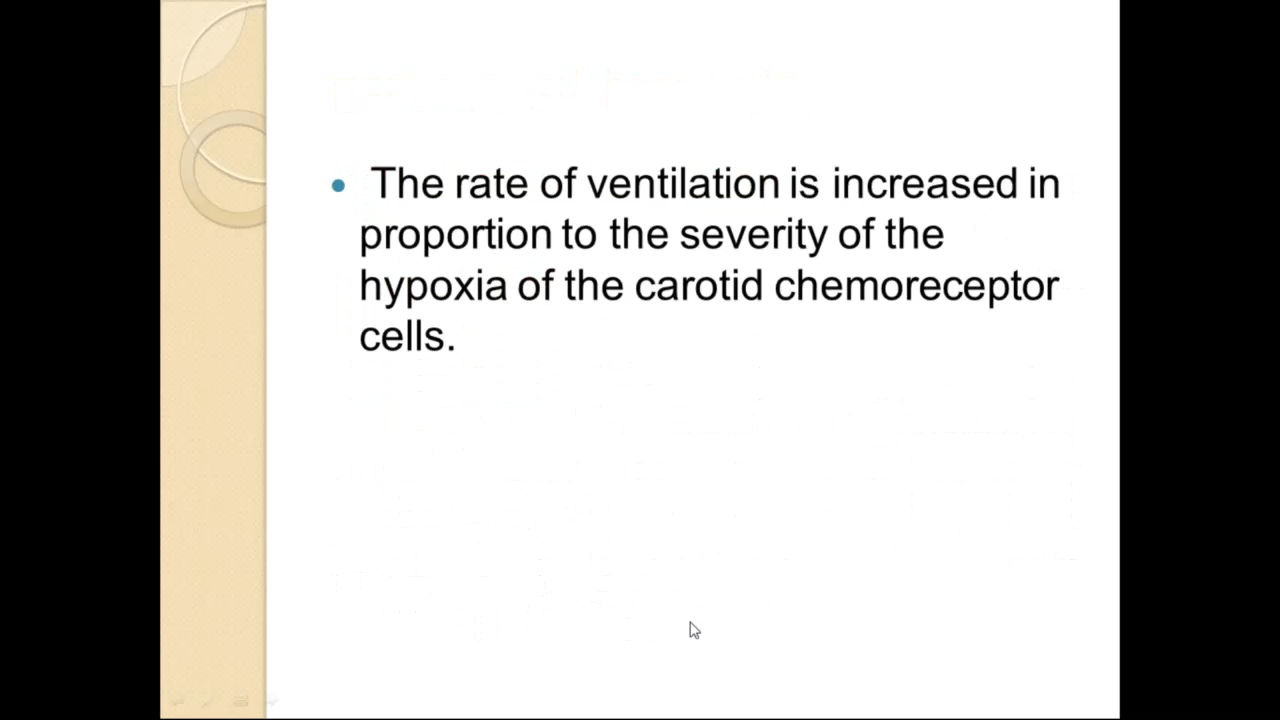 • The rate of ventilation is increased in
proportion to the severity of the
hypoxia of the carotid chemoreceptor
cells.